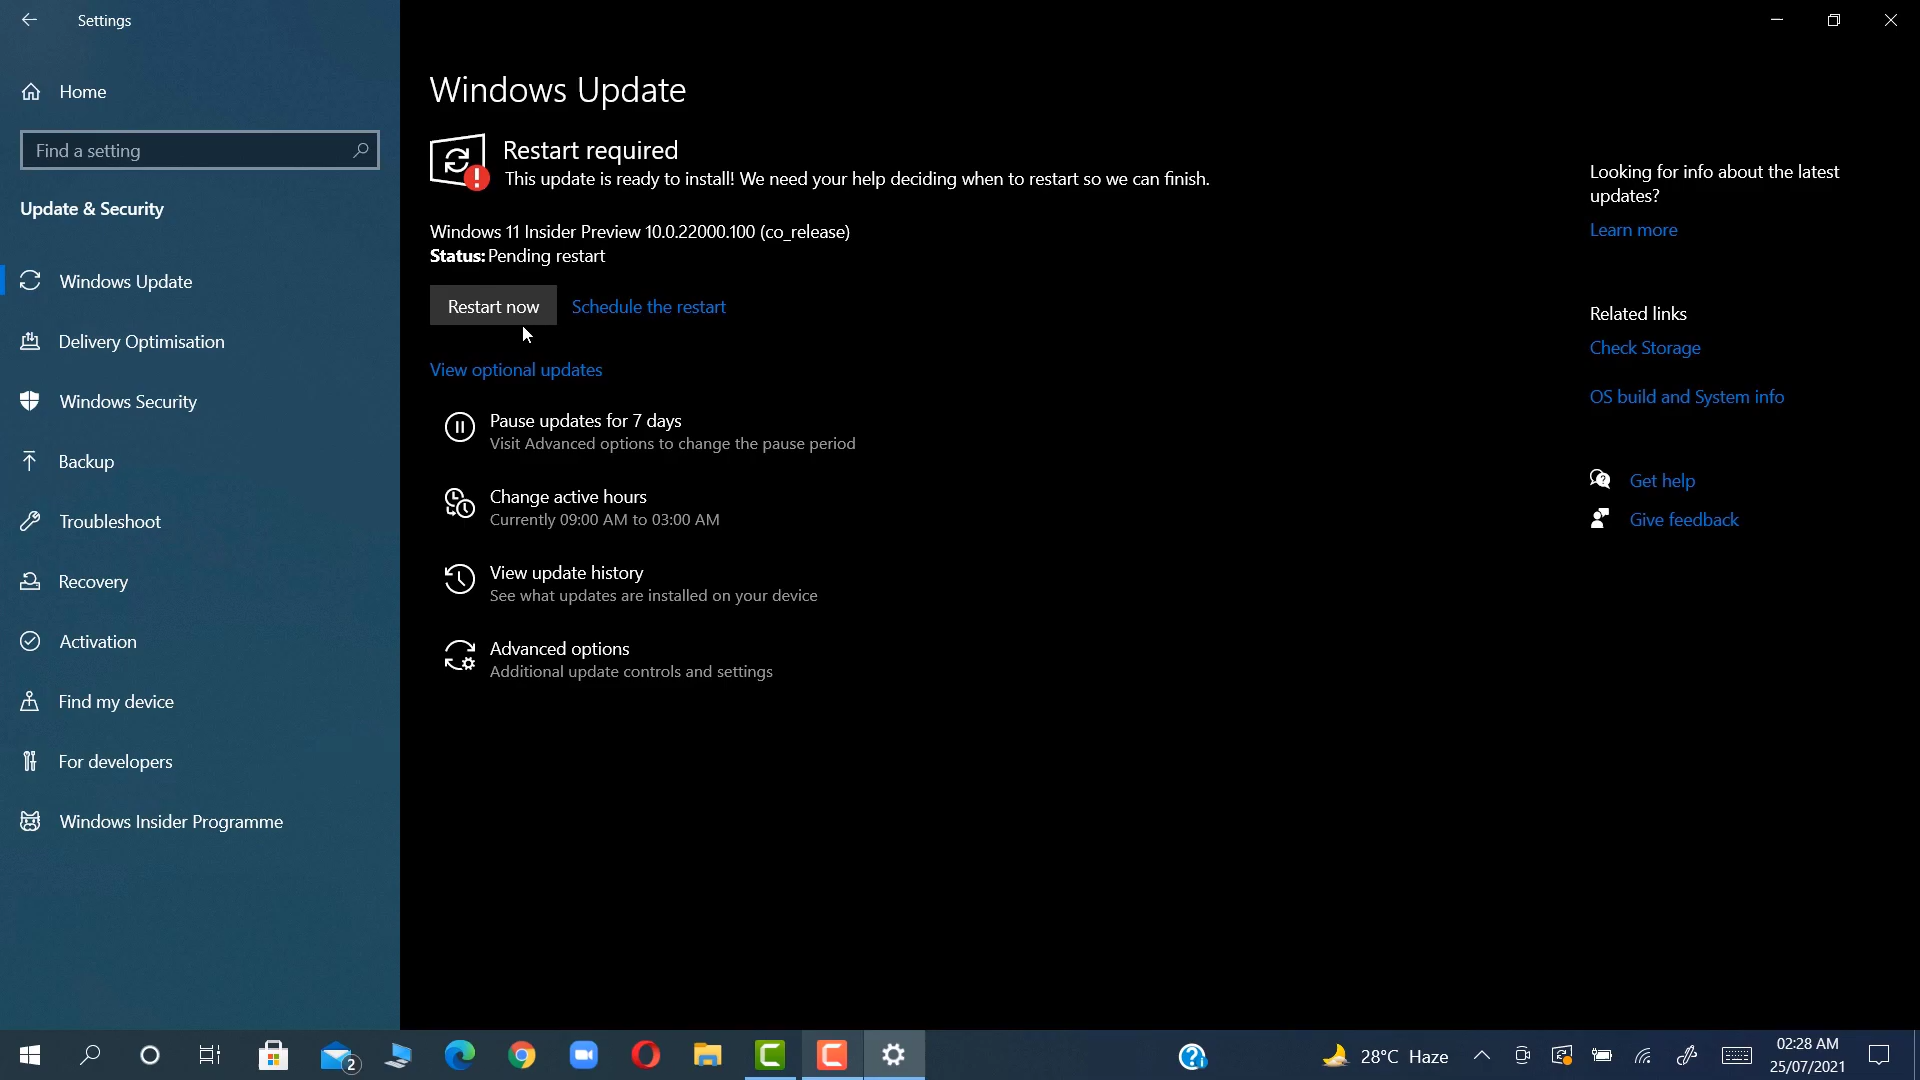 Settings
Home
Find a setting
Update & Security
Windows Update
Delivery Optimisation
Windows Security
Backup
Troubleshoot
Recovery
Activation
Find my device
For developers
Windows Insider Programme
Windows Update
Restart required
This update is ready to install! We need your help deciding when to restart so we can finish.
Windows 11 Insider Preview 10.0.22000.100 (co_release)
Status: Pending restart
Restart now
Schedule the restart
View optional updates
Pause updates for 7 days
Visit Advanced options to change the pause period
Change active hours
Currently 09:00 AM to 03:00 AM
View update history
See what updates are installed on your device
Advanced options
Additional update controls and settings
Looking for info about the latest
updates?
Learn more
Related links
Check Storage
OS build and System info
Get help
Give feedback
2
28°C Haze
02:28 AM
25/07/2021